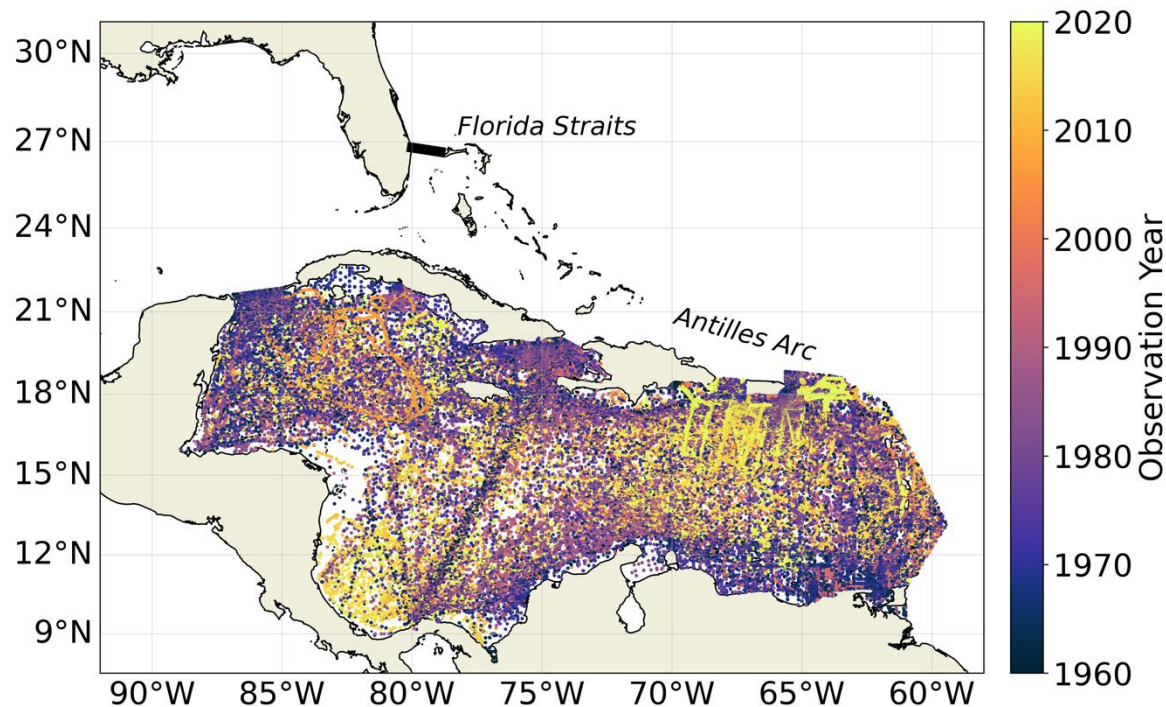 30°N
27°N
24°N
21°N
18°N
15°N
12°N
9°N
90°W 85°W 80°W 75°W 70°W 65°W 60°W
Florida Straits
Antilles Arc
2020
2010
2000
1990
1980
1970
1960
Observation Year